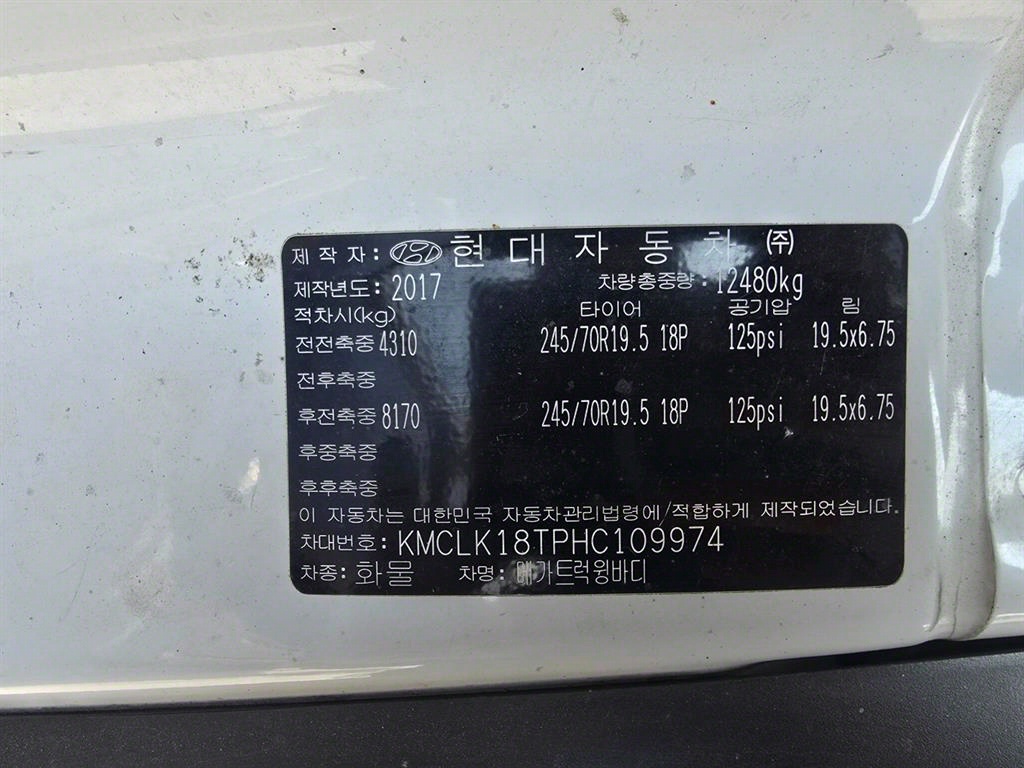 제 작 자: 현 대 자 동 차 ㈜
제작년도: 2017 차량총중량: 12480kg
적차시(kg) 타이어 공기압 림
전전축중 4310 245/70R19.5 18P 125psi 19.5x6.75
전후축중
후전축중 8170 245/70R19.5 18P 125psi 19.5x6.75
후중축중
후후축중
이 자동차는 대한민국 자동차관리법령에/적합하게 제작되었습니다.
차대번호: KMCLK18TPHC109974
차종: 화물 차명: 메가트럭윙바디